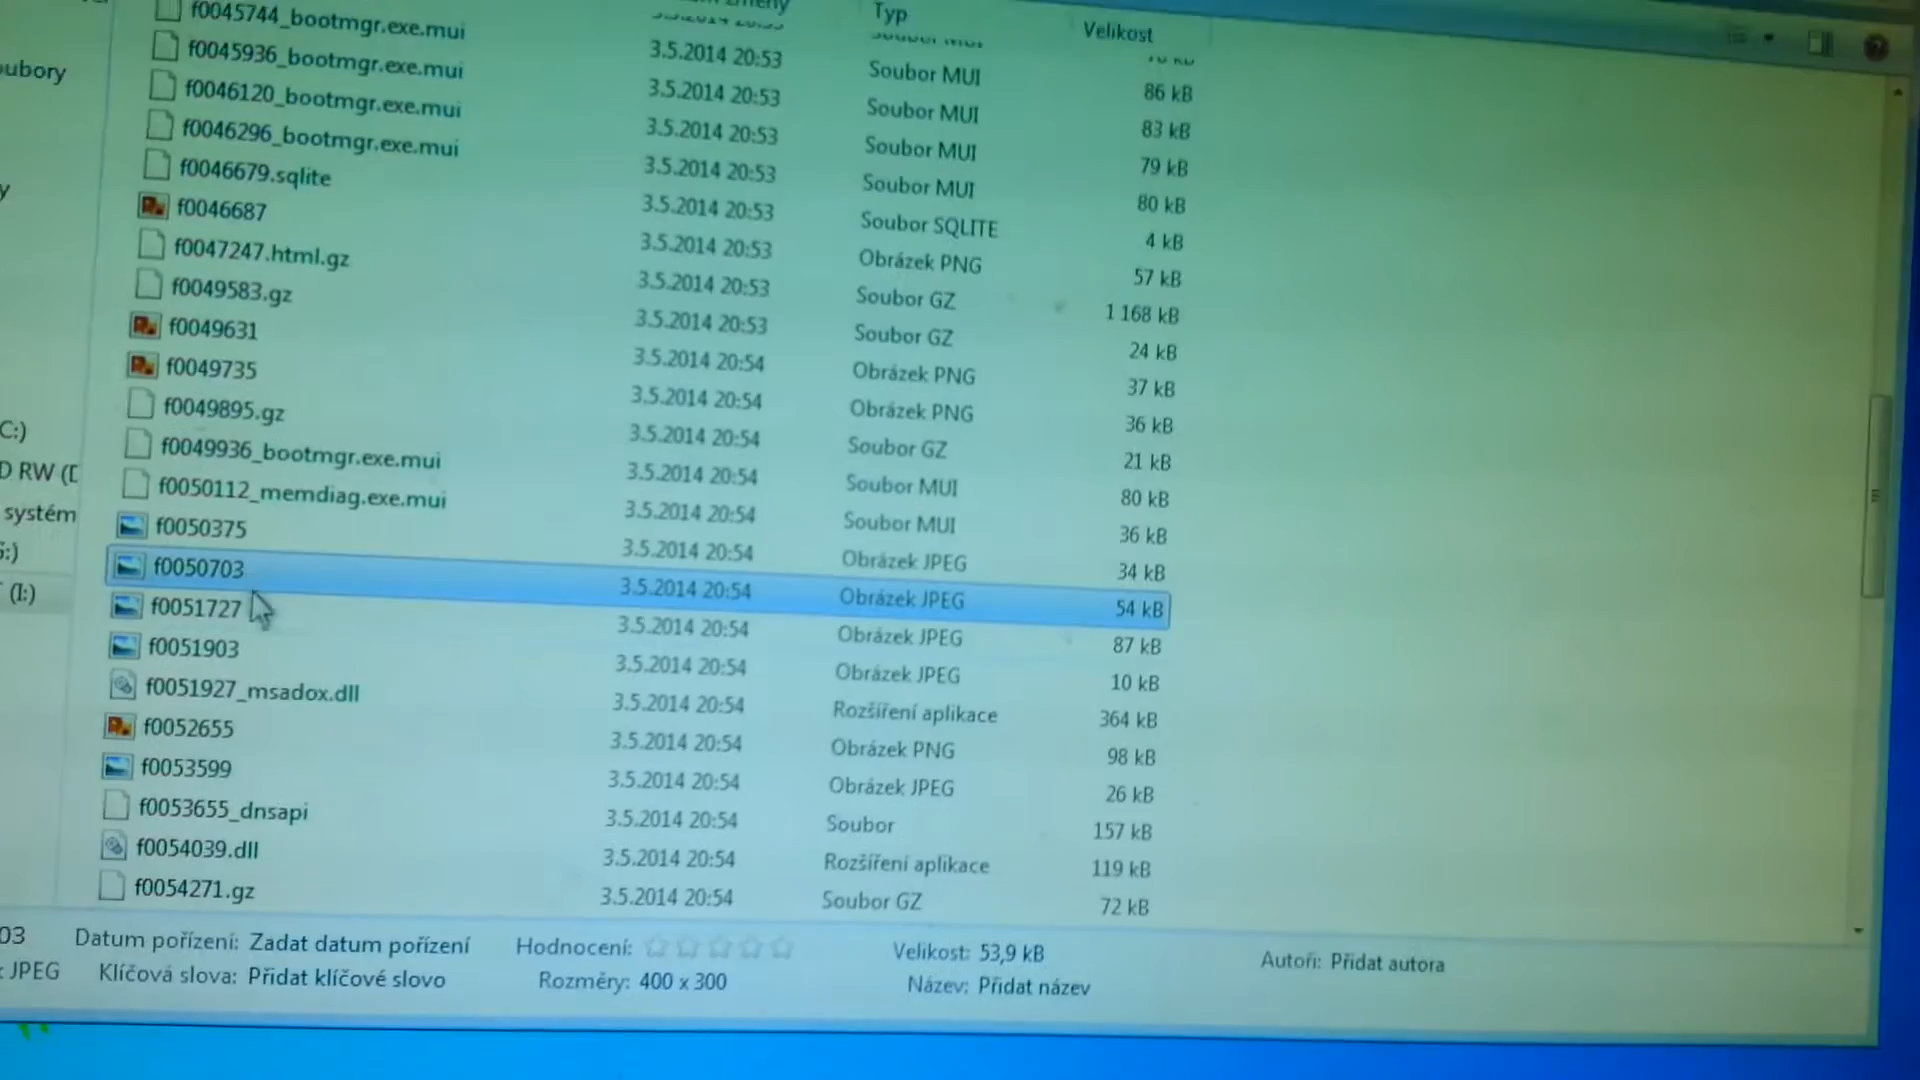 Typ Velikost
f0045744_bootmgr.exe.mui 3.5.2014 20:53 Soubor MUI 86 kB
f0045936_bootmgr.exe.mui 3.5.2014 20:53 Soubor MUI 83 kB
f0046120_bootmgr.exe.mui 3.5.2014 20:53 Soubor MUI 79 kB
f0046296_bootmgr.exe.mui 3.5.2014 20:53 Soubor MUI 80 kB
f0046679.sqlite 3.5.2014 20:53 Soubor SQLITE 4 kB
f0046687 3.5.2014 20:53 Obrázek PNG 57 kB
f0047247.html.gz 3.5.2014 20:53 Soubor GZ 1 168 kB
f0049583.gz 3.5.2014 20:53 Soubor GZ 24 kB
f0049631 3.5.2014 20:54 Obrázek PNG 37 kB
f0049735 3.5.2014 20:54 Obrázek PNG 36 kB
f0049895.gz 3.5.2014 20:54 Soubor GZ 21 kB
f0049936_bootmgr.exe.mui 3.5.2014 20:54 Soubor MUI 80 kB
f0050112_memdiag.exe.mui 3.5.2014 20:54 Soubor MUI 36 kB
f0050375 3.5.2014 20:54 Obrázek JPEG 34 kB
f0050703 3.5.2014 20:54 Obrázek JPEG 54 kB
f0051727 3.5.2014 20:54 Obrázek JPEG 87 kB
f0051903 3.5.2014 20:54 Obrázek JPEG 10 kB
f0051927_msadox.dll 3.5.2014 20:54 Rozšíření aplikace 364 kB
f0052655 3.5.2014 20:54 Obrázek PNG 98 kB
f0053599 3.5.2014 20:54 Obrázek JPEG 26 kB
f0053655_dnsapi 3.5.2014 20:54 Soubor 157 kB
f0054039.dll 3.5.2014 20:54 Rozšíření aplikace 119 kB
f0054271.gz 3.5.2014 20:54 Soubor GZ 72 kB
oubory
y
C:)
D RW (D
systém
G:)
(I:)
03 Datum pořízení: Zadat datum pořízení Hodnocení: Velikost: 53,9 kB Autoři: Přidat autora
JPEG Klíčová slova: Přidat klíčové slovo Rozměry: 400 x 300 Název: Přidat název